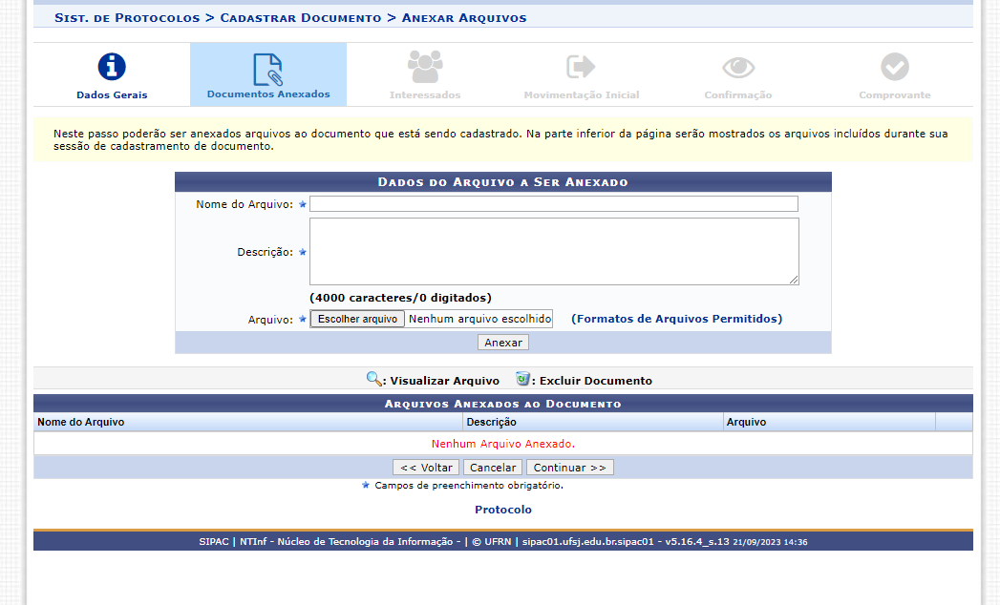 Sist. de Protocolos > Cadastrar Documento > Anexar Arquivos
Dados Gerais
Documentos Anexados
Interessados
Movimentação Inicial
Confirmação
Comprovante
Neste passo poderão ser anexados arquivos ao documento que está sendo cadastrado. Na parte inferior da página serão mostrados os arquivos incluídos durante sua
sessão de cadastramento de documento.
Dados do Arquivo a Ser Anexado
Nome do Arquivo:
Descrição:
(4000 caracteres/0 digitados)
Arquivo: Escolher arquivo Nenhum arquivo escolhido (Formatos de Arquivos Permitidos)
Anexar
: Visualizar Arquivo : Excluir Documento
Arquivos Anexados ao Documento
Nome do Arquivo Descrição Arquivo
Nenhum Arquivo Anexado.
<< Voltar Cancelar Continuar >>
Campos de preenchimento obrigatório.
Protocolo
SIPAC | NTInf - Núcleo de Tecnologia da Informação - | © UFRN | sipac01.ufsj.edu.br.sipac01 - v5.16.4_s.13 21/09/2023 14:36